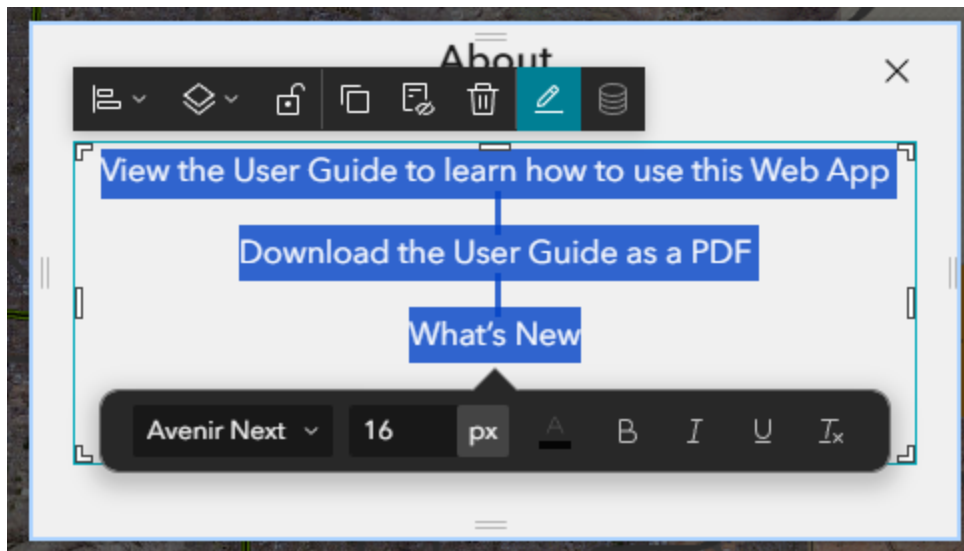 About
View the User Guide to learn how to use this Web App
Download the User Guide as a PDF
What's New
Avenir Next 16 px A B I U Tx